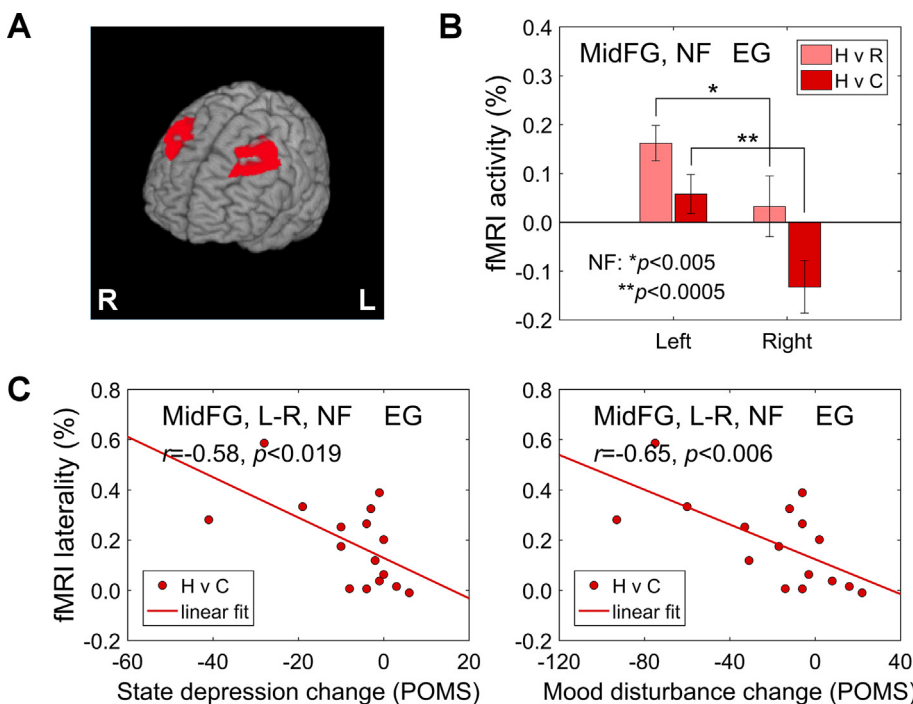 A
R
L
B
MidFG, NF EG
H v R
H v C
*
**
NF: *p<0.005
**p<0.0005
fMRI activity (%)
0.4
0.3
0.2
0.1
0.0
-0.1
-0.2
Left
Right
C
MidFG, L-R, NF EG
r=-0.58, p<0.019
fMRI laterality (%)
0.8
0.6
0.4
0.2
0.0
-0.2
H v C
linear fit
-60
-40
-20
0
20
State depression change (POMS)
MidFG, L-R, NF EG
r=-0.65, p<0.006
0.8
0.6
0.4
0.2
0.0
-0.2
H v C
linear fit
-120
-80
-40
0
40
Mood disturbance change (POMS)